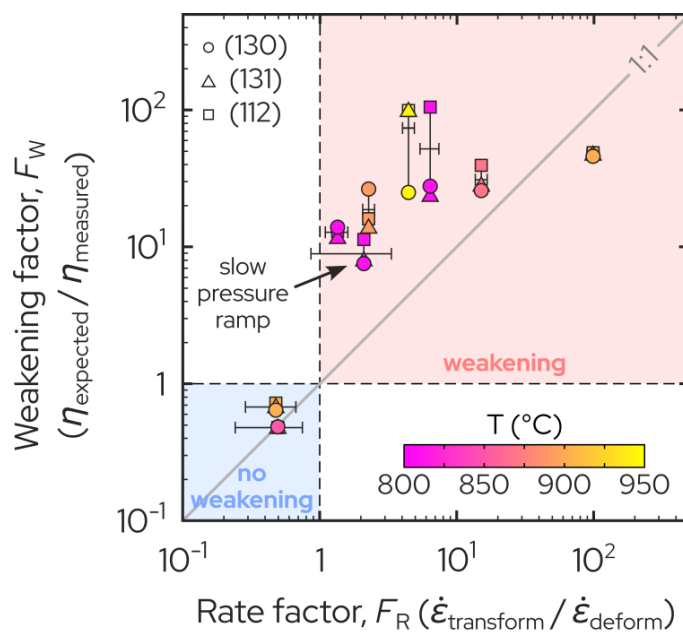 (130)
(131)
(112)
1:1
10²
10¹
1
10⁻¹
Weakening factor, F_W
(η_expected / η_measured)
slow
pressure
ramp
weakening
no
weakening
T (°C)
800 850 900 950
10⁻¹ 1 10¹ 10²
Rate factor, F_R (ε̇_transform / ε̇_deform)